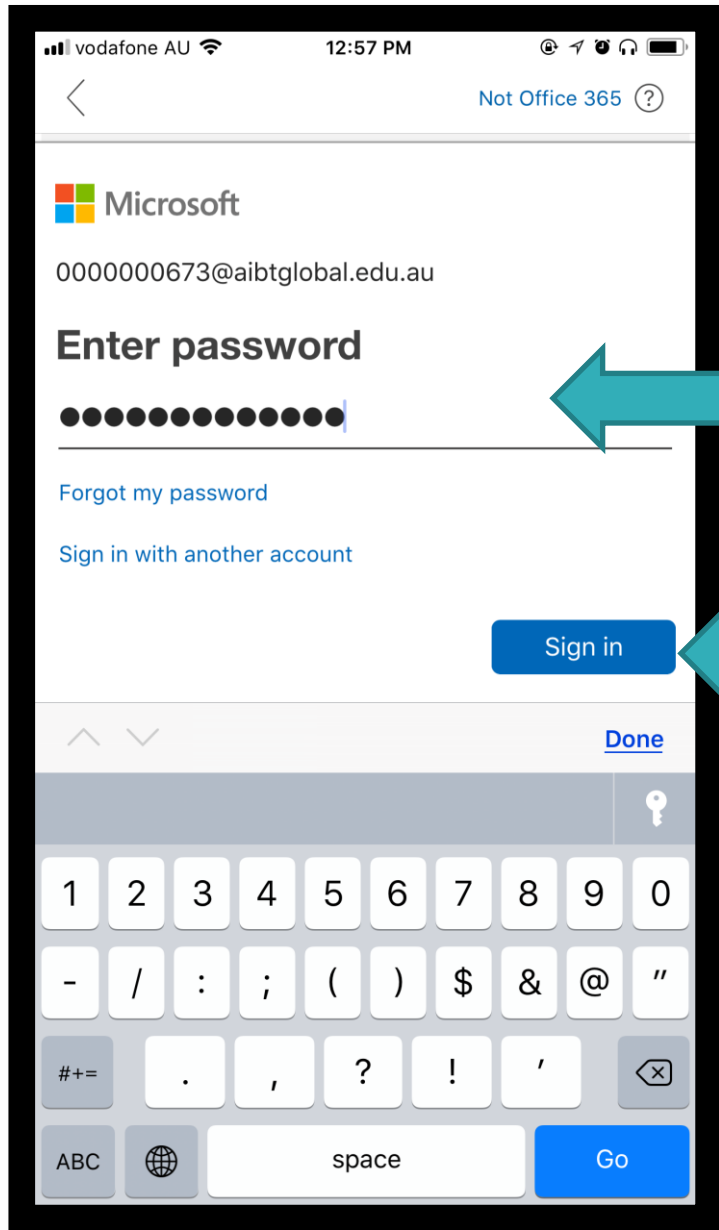 vodafone AU 12:57 PM
Not Office 365 ?
Microsoft
0000000673@aibtglobal.edu.au
Enter password
●●●●●●●●●●●●●
Forgot my password
Sign in with another account
Sign in
Done
1 2 3 4 5 6 7 8 9 0
- / : ; ( ) $ & @ "
#+= . , ? ! '
ABC space Go